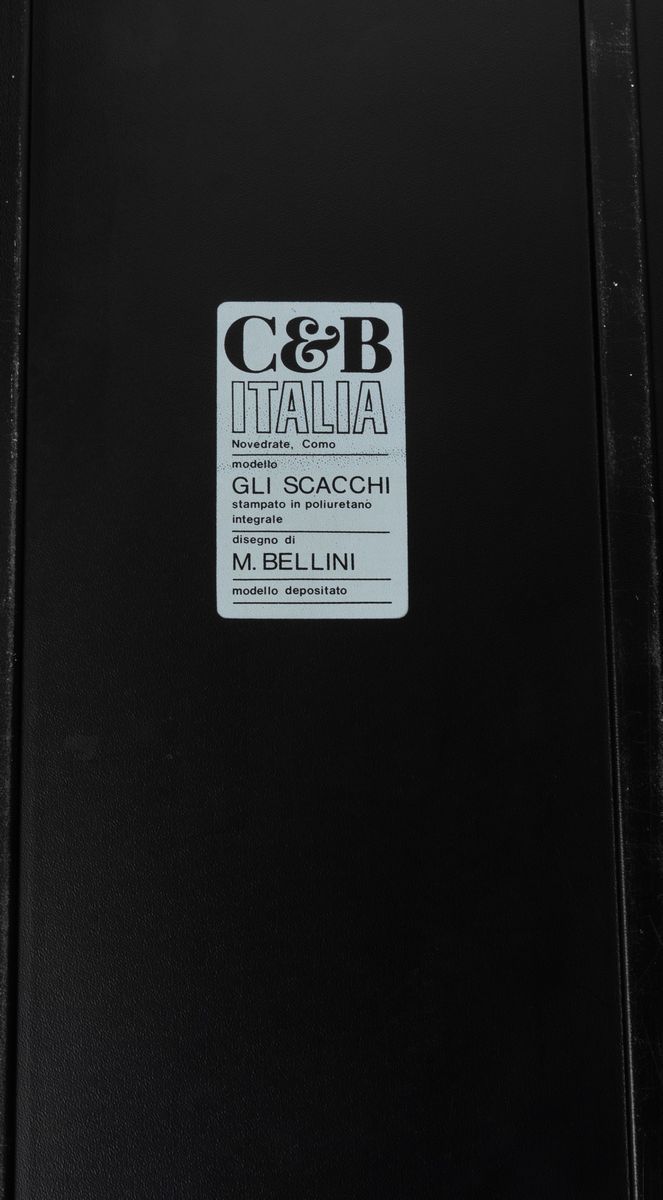 C&B
ITALIA
Novedrate, Como
modello
GLI SCACCHI
stampato in poliuretano
integrale
disegno di
M. BELLINI
modello depositato